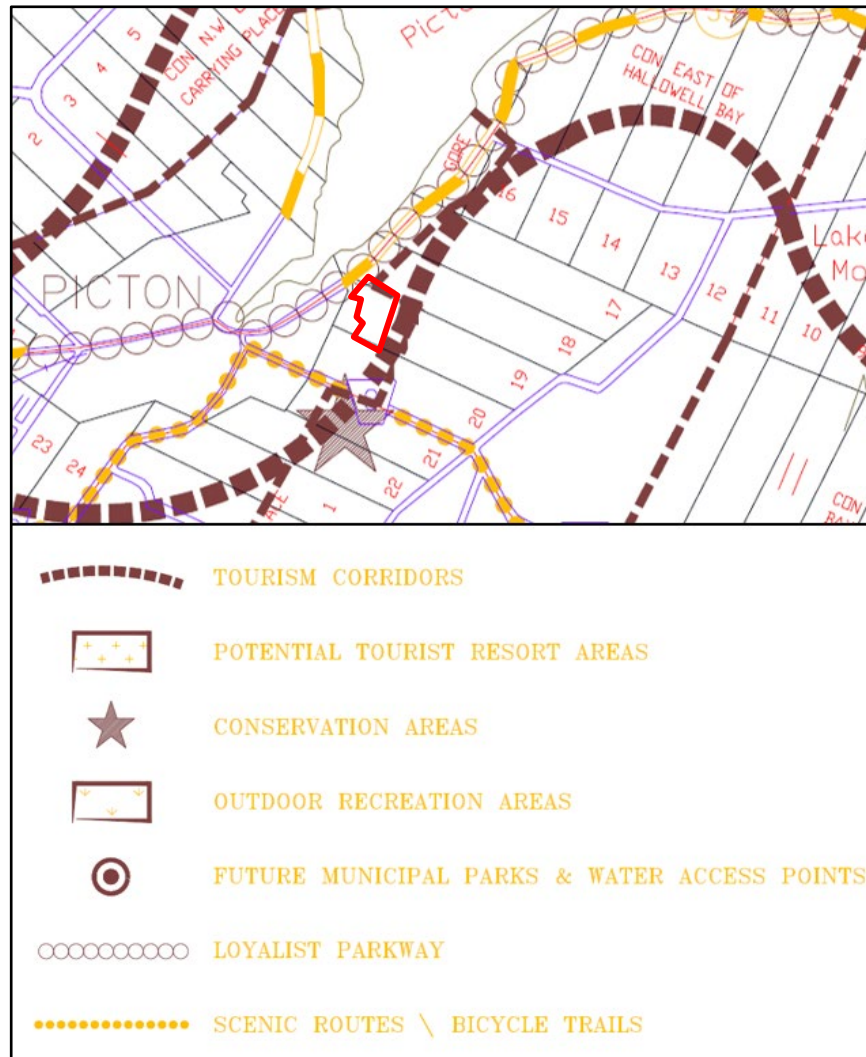 CON N.W
CARRYING PLACE
5
4
3
2
Picto
CON EAST OF
HALLOWELL BAY
GORE
16
15
14
13
12
11
10
Lake
Mo
PICTON
17
18
19
20
21
22
1
23
24
ALE
CON
TOURISM CORRIDORS
POTENTIAL TOURIST RESORT AREAS
CONSERVATION AREAS
OUTDOOR RECREATION AREAS
FUTURE MUNICIPAL PARKS & WATER ACCESS POINTS
LOYALIST PARKWAY
SCENIC ROUTES \ BICYCLE TRAILS